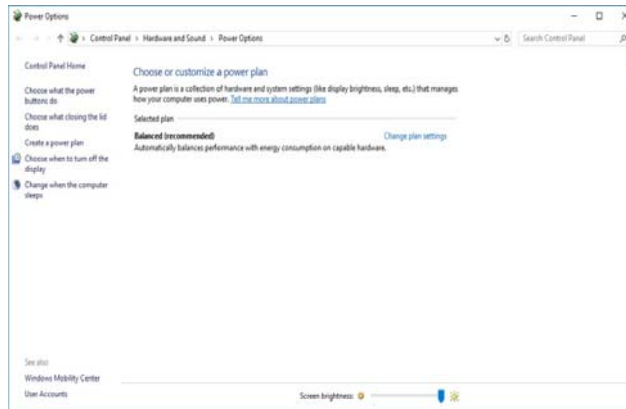 Power Options
Control Panel > Hardware and Sound > Power Options
Search Control Panel
Control Panel Home
Choose what the power
buttons do
Choose what closing the lid
does
Create a power plan
Choose when to turn off the
display
Change when the computer
sleeps
Choose or customize a power plan
A power plan is a collection of hardware and system settings (like display brightness, sleep, etc.) that manages
how your computer uses power. Tell me more about power plans
Selected plan
Balanced (recommended)
Change plan settings
Automatically balances performance with energy consumption on capable hardware.
See also
Windows Mobility Center
User Accounts
Screen brightness: